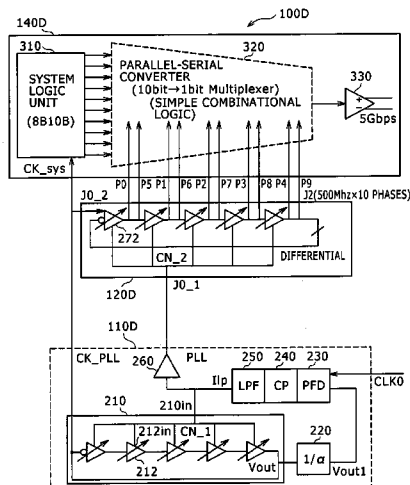 100D
140D
310
320
330
SYSTEM
LOGIC
UNIT
(8B10B)
PARALLEL-SERIAL
CONVERTER
(10bit→1bit Multiplexer)
(SIMPLE COMBINATIONAL
LOGIC)
+
−
5Gbps
CK_sys
P0 P5 P1 P6 P2 P7 P3 P8 P4 P9
J0_2
J2(500Mhz×10 PHASES)
272
CN_2
DIFFERENTIAL
120D
J0_1
110D
CK_PLL
260
PLL
250 240 230
Ilp
LPF CP PFD
CLK0
210
210in
212in
CN_1
220
212
Vout
1/α
Vout1